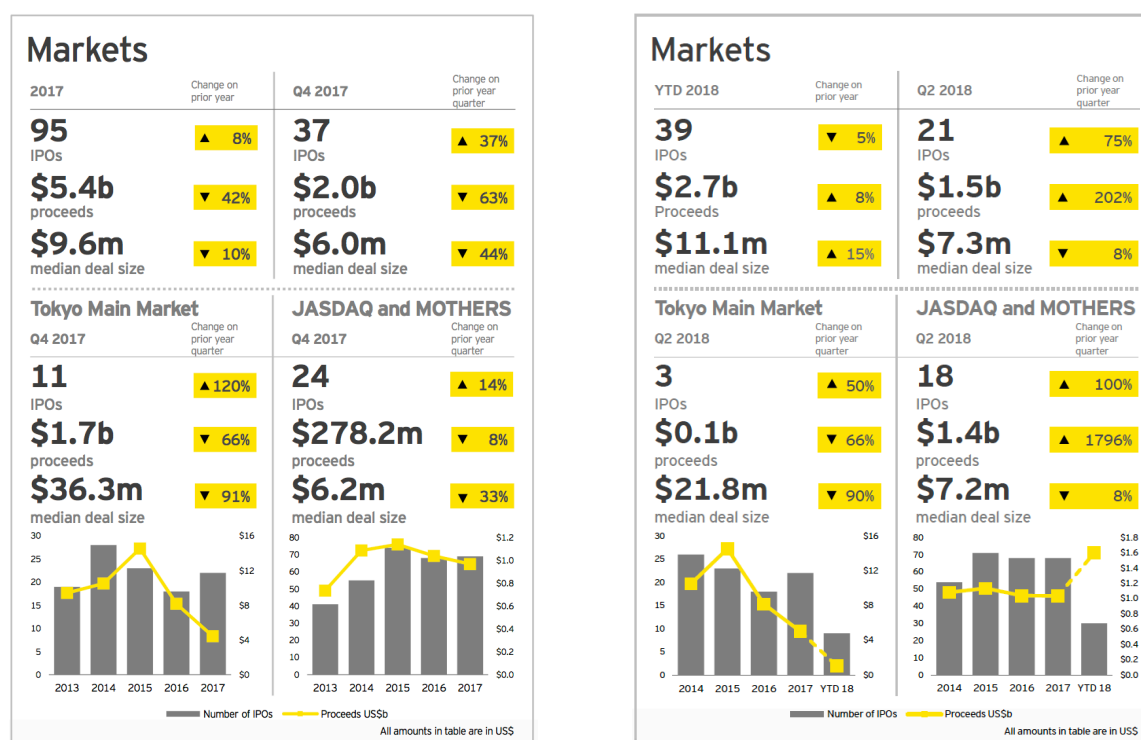 Markets
2017
Change on
prior year
Q4 2017
Change on
prior year
quarter
95
IPOs
▲ 8%
37
IPOs
▲ 37%
$5.4b
proceeds
▼ 42%
$2.0b
proceeds
▼ 63%
$9.6m
median deal size
▼ 10%
$6.0m
median deal size
▼ 44%
Tokyo Main Market
Q4 2017
Change on
prior year
quarter
JASDAQ and MOTHERS
Q4 2017
Change on
prior year
quarter
11
IPOs
▲ 120%
24
IPOs
▲ 14%
$1.7b
proceeds
▼ 66%
$278.2m
proceeds
▼ 8%
$36.3m
median deal size
▼ 91%
$6.2m
median deal size
▼ 33%
30
25
20
15
10
5
0
$16
$12
$8
$4
$0
2013 2014 2015 2016 2017
80
70
60
50
40
30
20
10
0
$1.2
$1.0
$0.8
$0.6
$0.4
$0.2
$0.0
2013 2014 2015 2016 2017
Number of IPOs
Proceeds US$b
All amounts in table are in US$
Markets
YTD 2018
Change on
prior year
Q2 2018
Change on
prior year
quarter
39
IPOs
▼ 5%
21
IPOs
▲ 75%
$2.7b
Proceeds
▲ 8%
$1.5b
proceeds
▲ 202%
$11.1m
median deal size
▲ 15%
$7.3m
median deal size
▼ 8%
Tokyo Main Market
Q2 2018
Change on
prior year
quarter
JASDAQ and MOTHERS
Q2 2018
Change on
prior year
quarter
3
IPOs
▲ 50%
18
IPOs
▲ 100%
$0.1b
proceeds
▼ 66%
$1.4b
proceeds
▲ 1796%
$21.8m
median deal size
▼ 90%
$7.2m
median deal size
▼ 8%
30
25
20
15
10
5
0
$16
$12
$8
$4
$0
2014 2015 2016 2017 YTD 18
80
70
60
50
40
30
20
10
0
$1.8
$1.6
$1.4
$1.2
$1.0
$0.8
$0.6
$0.4
$0.2
$0.0
2014 2015 2016 2017 YTD 18
Number of IPOs
Proceeds US$b
All amounts in table are in US$